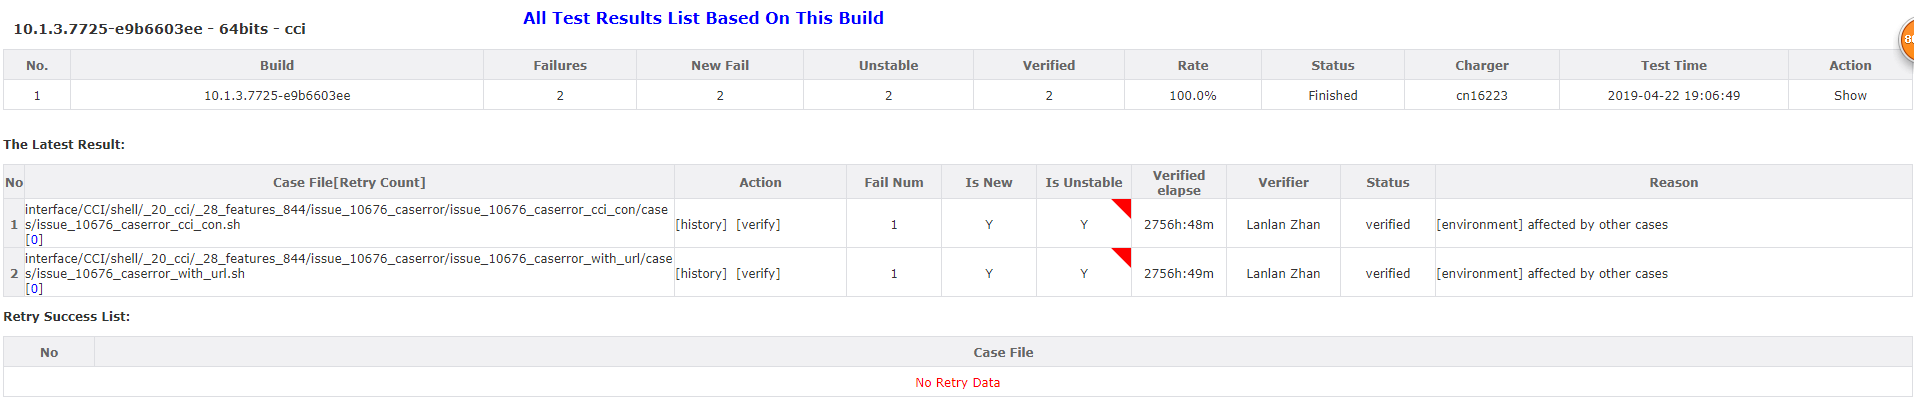 All Test Results List Based On This Build
10.1.3.7725-e9b6603ee - 64bits - cci
No. Build Failures New Fail Unstable Verified Rate Status Charger Test Time Action
1 10.1.3.7725-e9b6603ee 2 2 2 2 100.0% Finished cn16223 2019-04-22 19:06:49 Show
The Latest Result:
No Case File[Retry Count] Action Fail Num Is New Is Unstable Verified elapse Verifier Status Reason
interface/CCI/shell/_20_cci/_28_features_844/issue_10676_caserror/issue_10676_caserror_cci_con/case
1 s/issue_10676_caserror_cci_con.sh [history] [verify] 1 Y Y 2756h:48m Lanlan Zhan verified [environment] affected by other cases
[0]
interface/CCI/shell/_20_cci/_28_features_844/issue_10676_caserror/issue_10676_caserror_with_url/case
2 s/issue_10676_caserror_with_url.sh [history] [verify] 1 Y Y 2756h:49m Lanlan Zhan verified [environment] affected by other cases
[0]
Retry Success List:
No Case File
No Retry Data